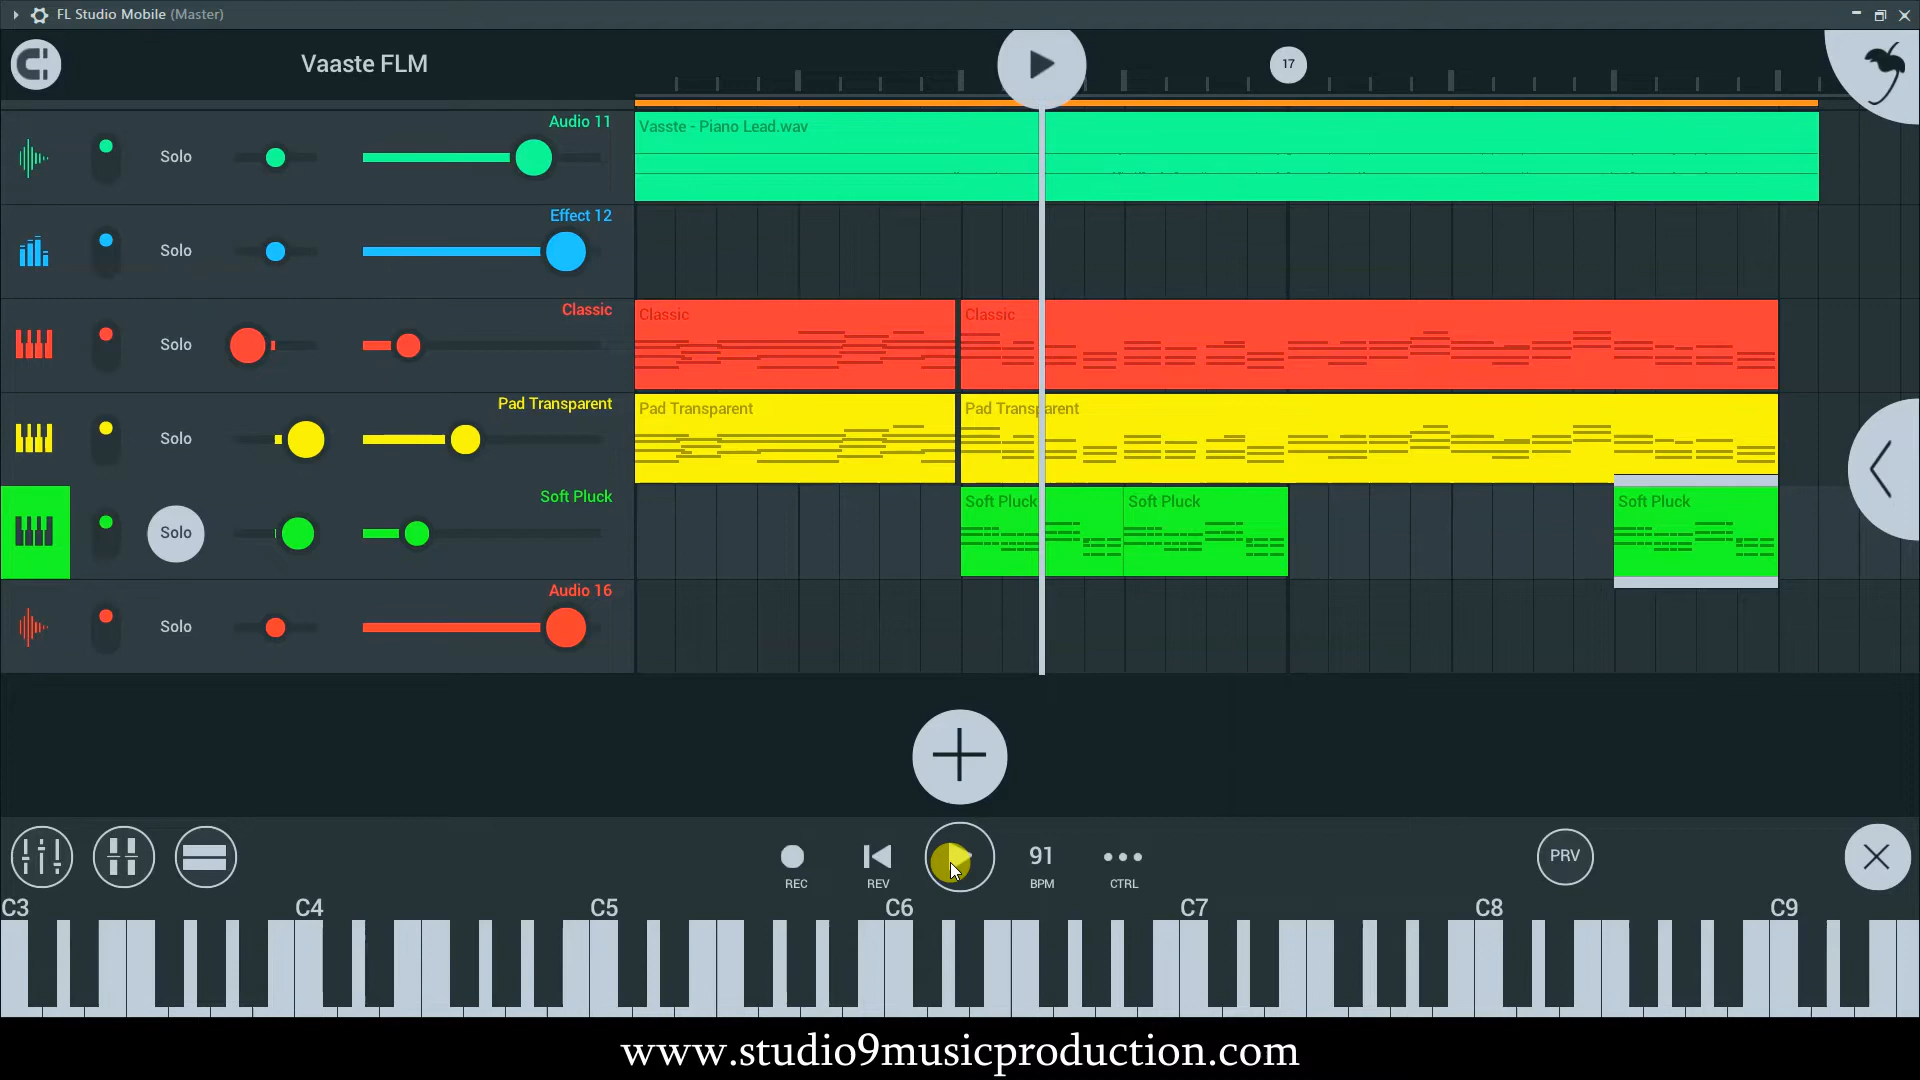 FL Studio Mobile (Master)
Vaaste FLM
17
Audio 11
Solo
Vasste - Piano Lead.wav
Effect 12
Solo
Classic
Solo
Classic
Classic
Pad Transparent
Solo
Pad Transparent
Pad Transparent
Soft Pluck
Solo
Soft Pluck
Soft Pluck
Soft Pluck
Audio 16
Solo
91
PRV
REC
REV
BPM
CTRL
C3
C4
C5
C6
C7
C8
C9
www.studio9musicproduction.com